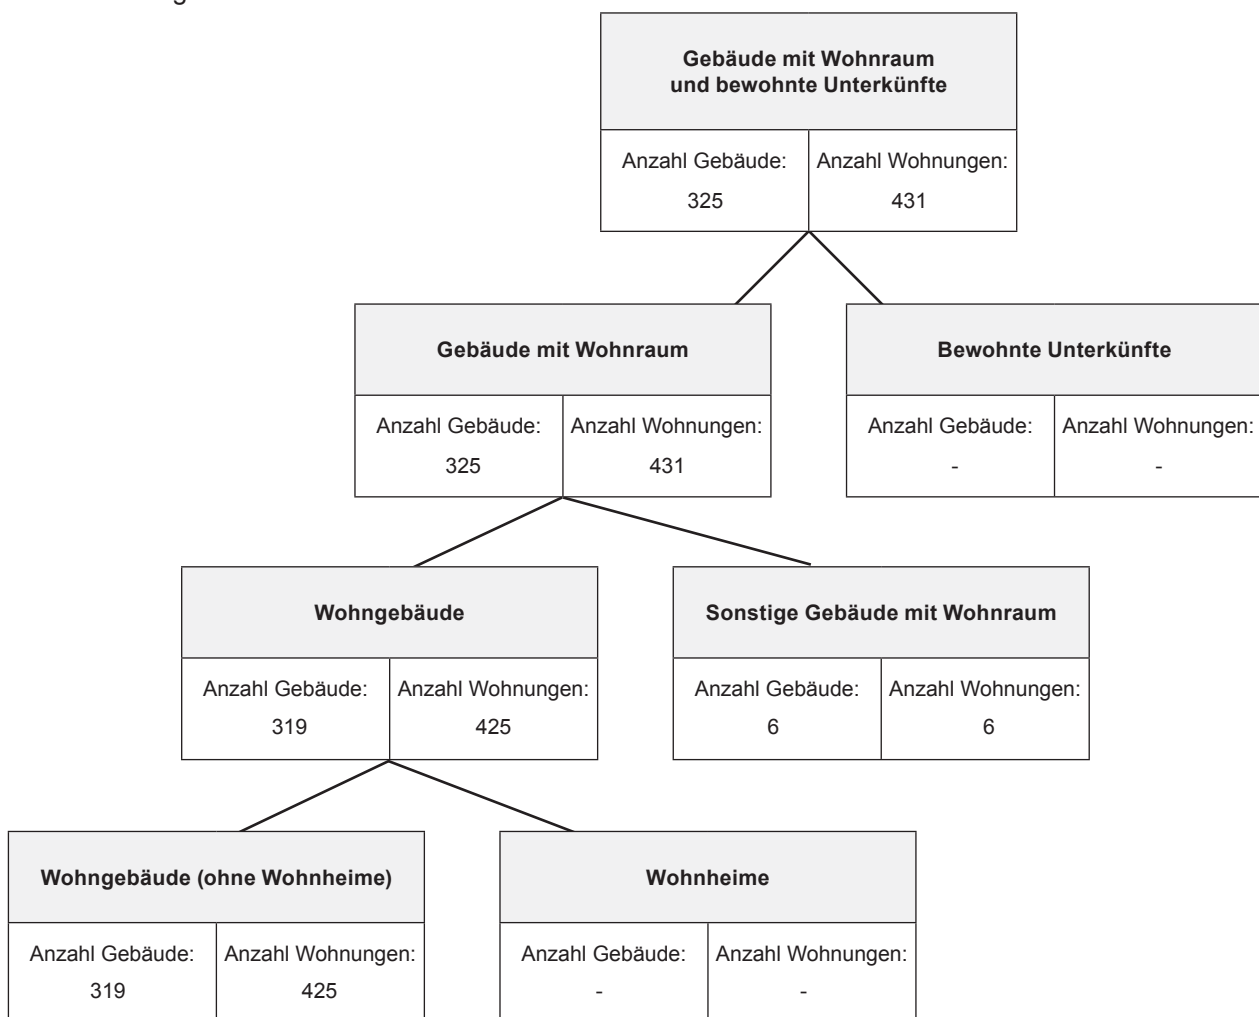 Gebäude mit Wohnraum
und bewohnte Unterkünfte
Anzahl Gebäude: Anzahl Wohnungen:
325 431
Gebäude mit Wohnraum
Anzahl Gebäude: Anzahl Wohnungen:
325 431
Bewohnte Unterkünfte
Anzahl Gebäude: Anzahl Wohnungen:
- -
Wohngebäude
Anzahl Gebäude: Anzahl Wohnungen:
319 425
Sonstige Gebäude mit Wohnraum
Anzahl Gebäude: Anzahl Wohnungen:
6 6
Wohngebäude (ohne Wohnheime)
Anzahl Gebäude: Anzahl Wohnungen:
319 425
Wohnheime
Anzahl Gebäude: Anzahl Wohnungen:
- -